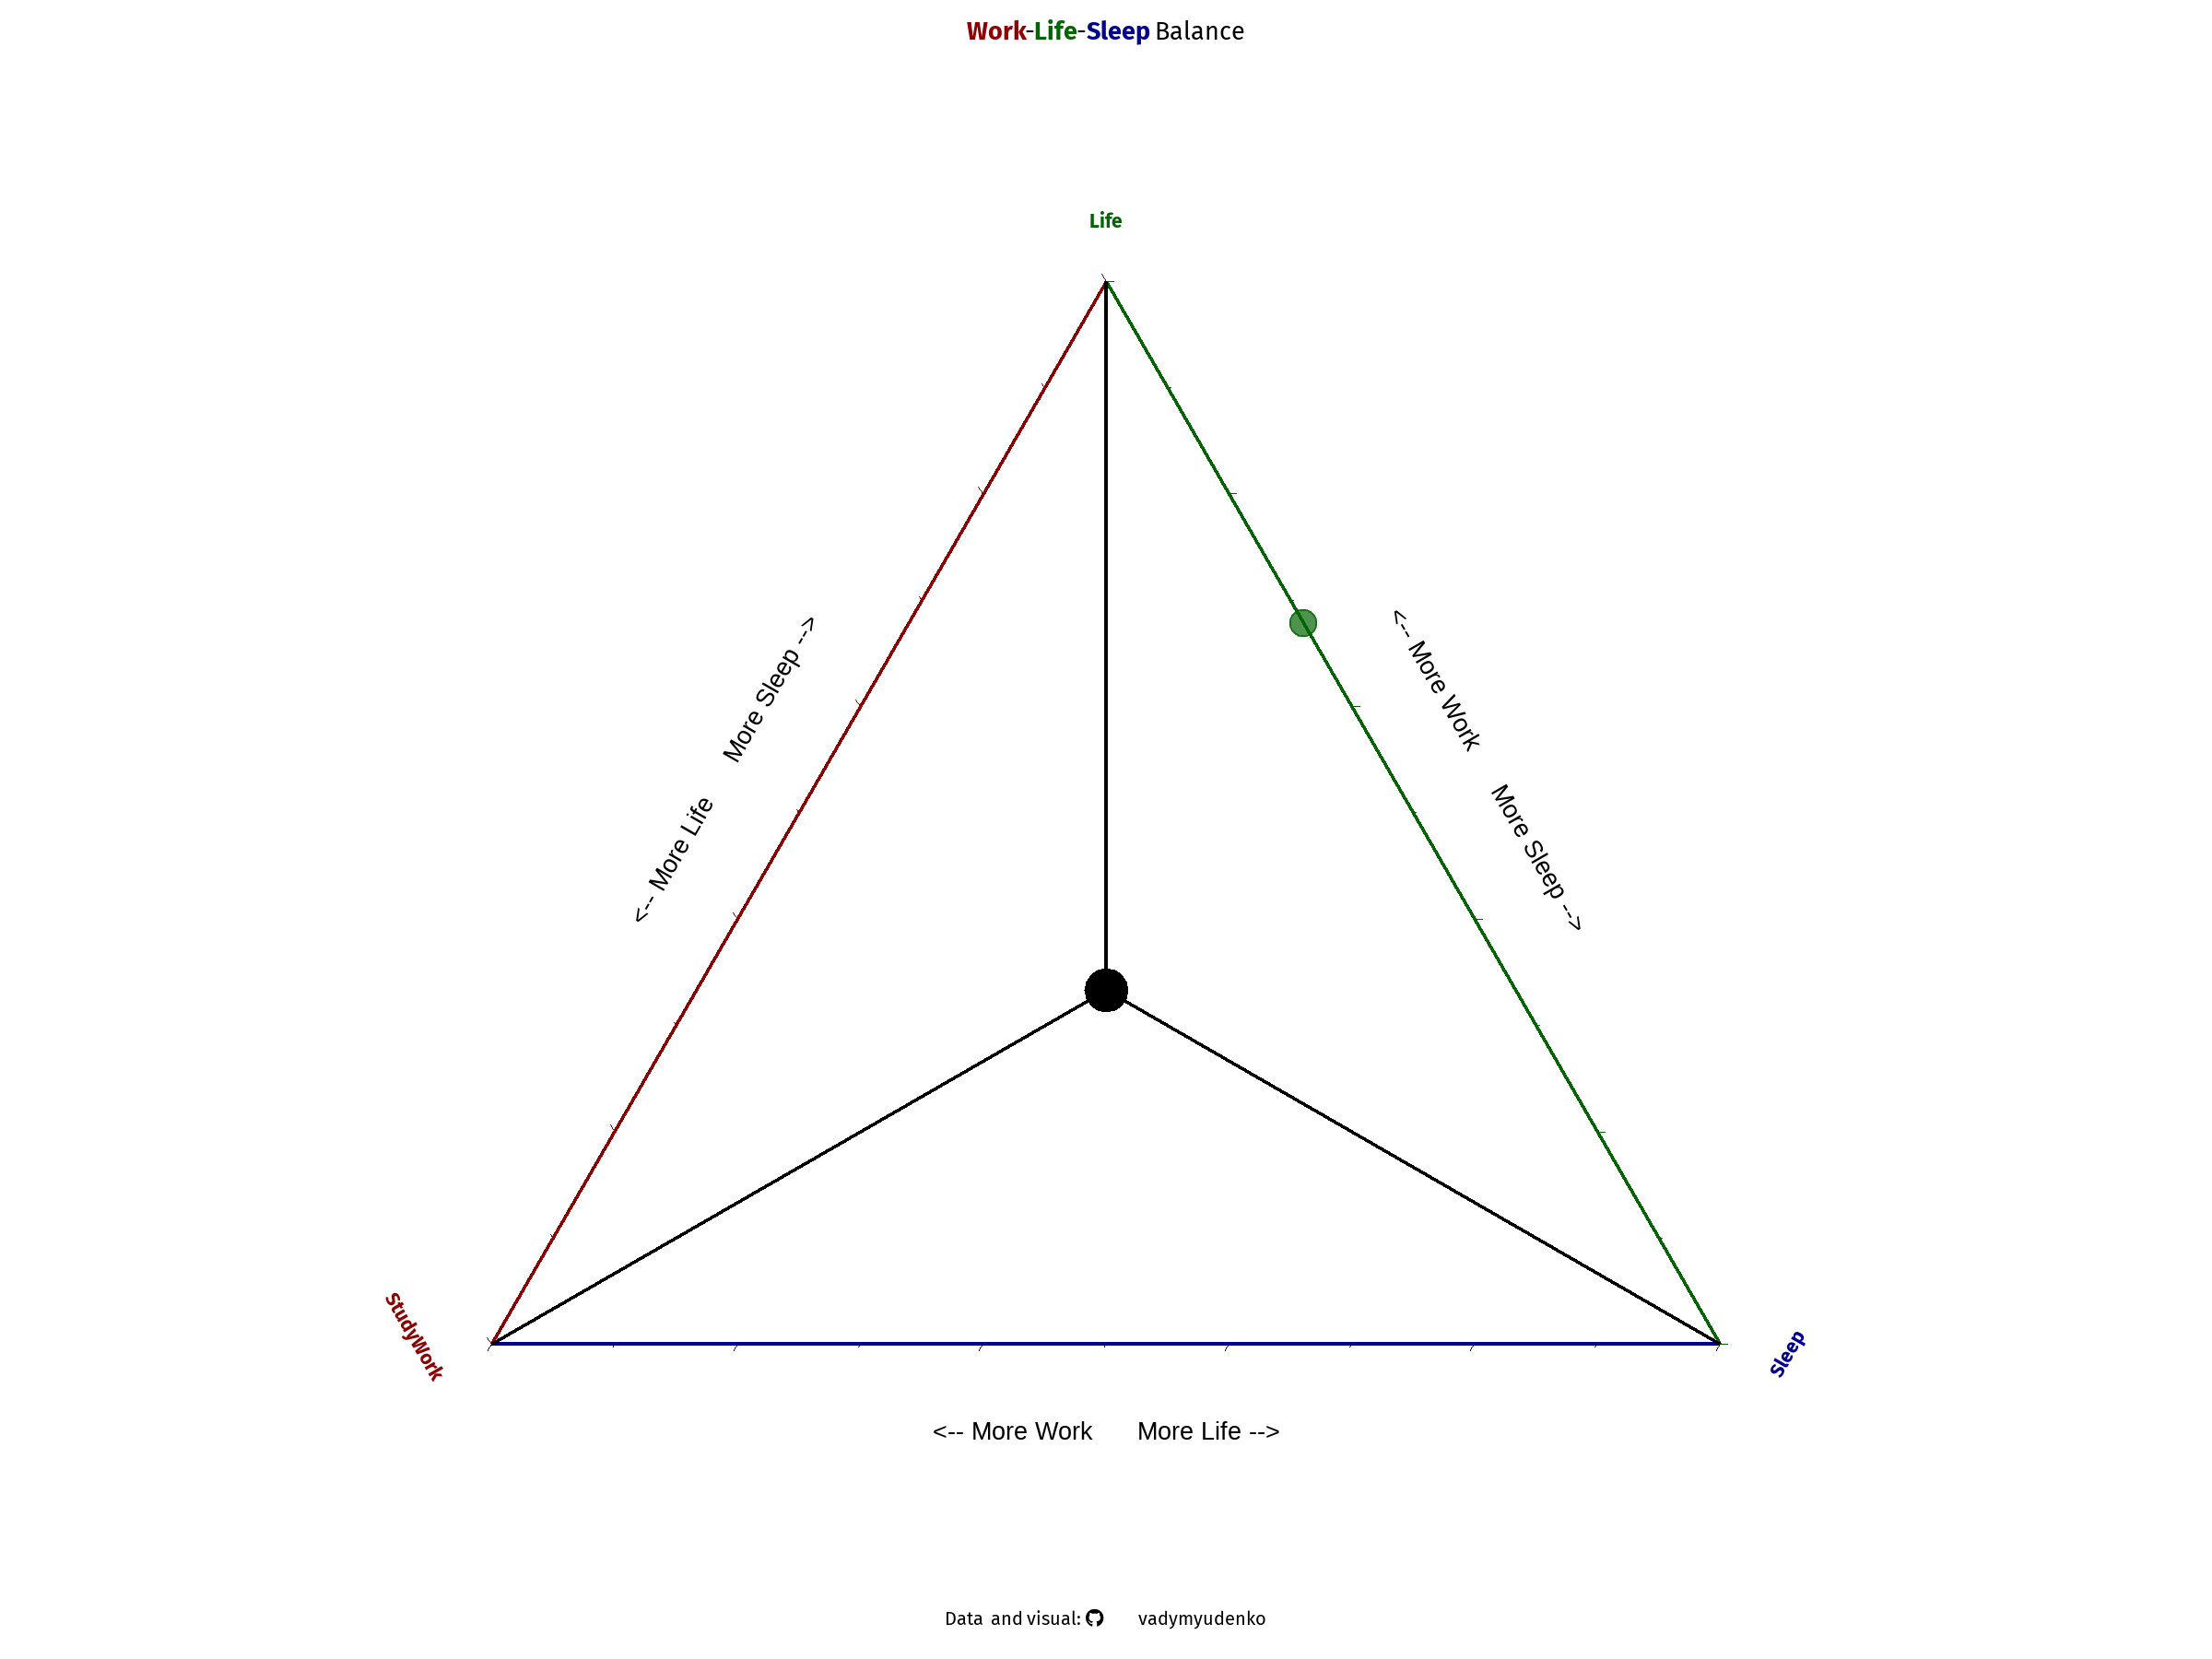 Work-Life-Sleep Balance
Life
<-- More Life More Sleep -->
<-- More Work More Sleep -->
StudyWork
Sleep
<-- More Work More Life -->
Data and visual: vadymyudenko